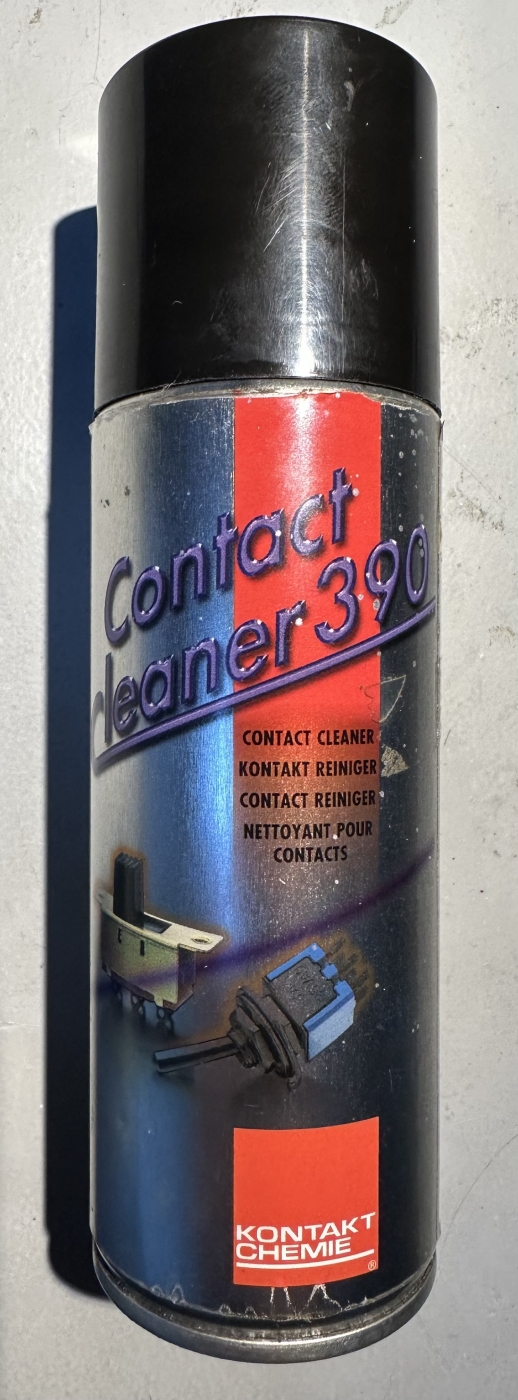 Contact
cleaner 390
CONTACT CLEANER
KONTAKT REINIGER
CONTACT REINIGER
NETTOYANT POUR
CONTACTS
KONTAKT
CHEMIE
®